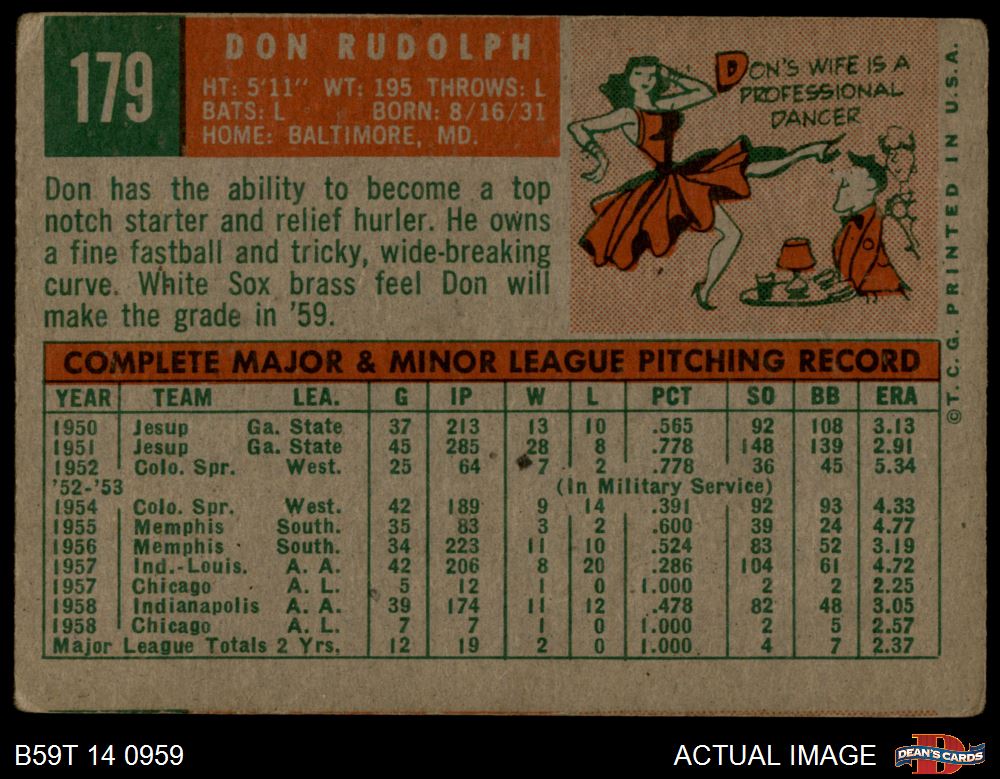 179
DON RUDOLPH
HT: 5'11" WT: 195 THROWS: L
BATS: L BORN: 8/16/31
HOME: BALTIMORE, MD.
DON'S WIFE IS A
PROFESSIONAL
DANCER
Don has the ability to become a top
notch starter and relief hurler. He owns
a fine fastball and tricky, wide-breaking
curve. White Sox brass feel Don will
make the grade in '59.
COMPLETE MAJOR & MINOR LEAGUE PITCHING RECORD
YEAR TEAM LEA. G IP W L PCT SO BB ERA
1950 Jesup Ga. State 37 213 13 10 .565 92 108 3.13
1951 Jesup Ga. State 45 285 28 8 .778 148 139 2.91
1952 Colo. Spr. West. 25 64 7 2 .778 36 45 5.34
'52-'53 (In Military Service)
1954 Colo. Spr. West. 42 189 9 14 .391 92 93 4.33
1955 Memphis South. 35 83 3 2 .600 39 24 4.77
1956 Memphis South. 34 223 11 10 .524 83 52 3.19
1957 Ind.-Louis. A. A. 42 206 8 20 .286 104 61 4.72
1957 Chicago A. L. 5 12 1 0 1.000 2 2 2.25
1958 Indianapolis A. A. 39 174 11 12 .478 82 48 3.05
1958 Chicago A. L. 7 7 1 0 1.000 2 5 2.57
Major League Totals 2 Yrs. 12 19 2 0 1.000 4 7 2.37
©T. C. G. PRINTED IN U.S.A.
B59T 14 0959
ACTUAL IMAGE
DEAN'S CARDS